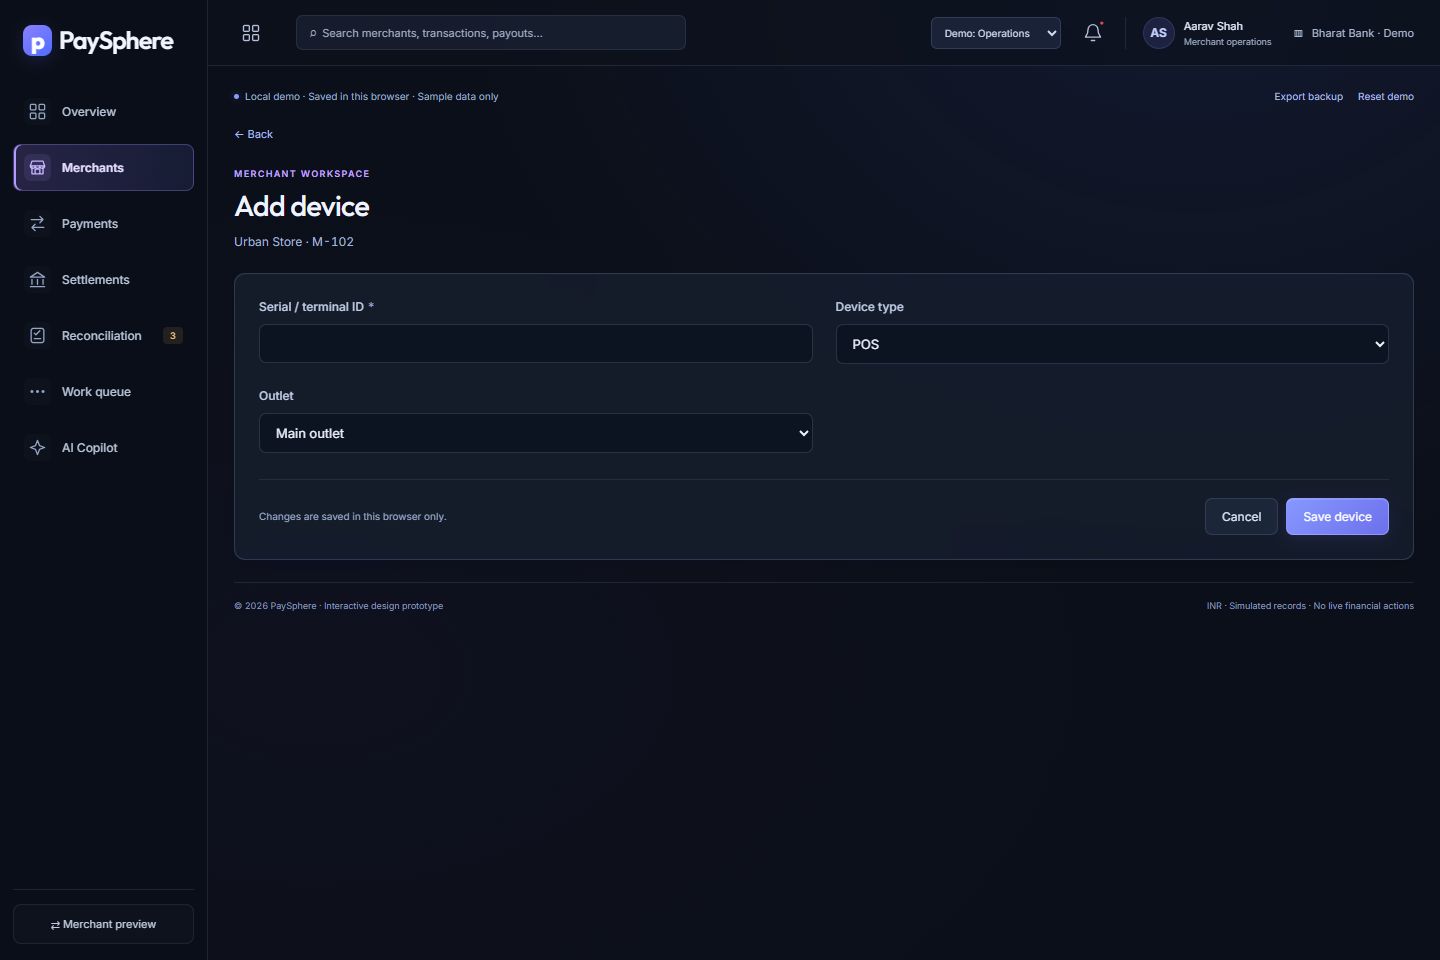 p PaySphere
Overview
Merchants
Payments
Settlements
Reconciliation 3
Work queue
AI Copilot
⇄ Merchant preview
Search merchants, transactions, payouts...
Demo: Operations
AS
Aarav Shah
Merchant operations
Bharat Bank · Demo
Local demo · Saved in this browser · Sample data only
Export backup Reset demo
← Back
MERCHANT WORKSPACE
Add device
Urban Store · M-102
Serial / terminal ID *
Device type
POS
Outlet
Main outlet
Changes are saved in this browser only.
Cancel
Save device
© 2026 PaySphere · Interactive design prototype
INR · Simulated records · No live financial actions